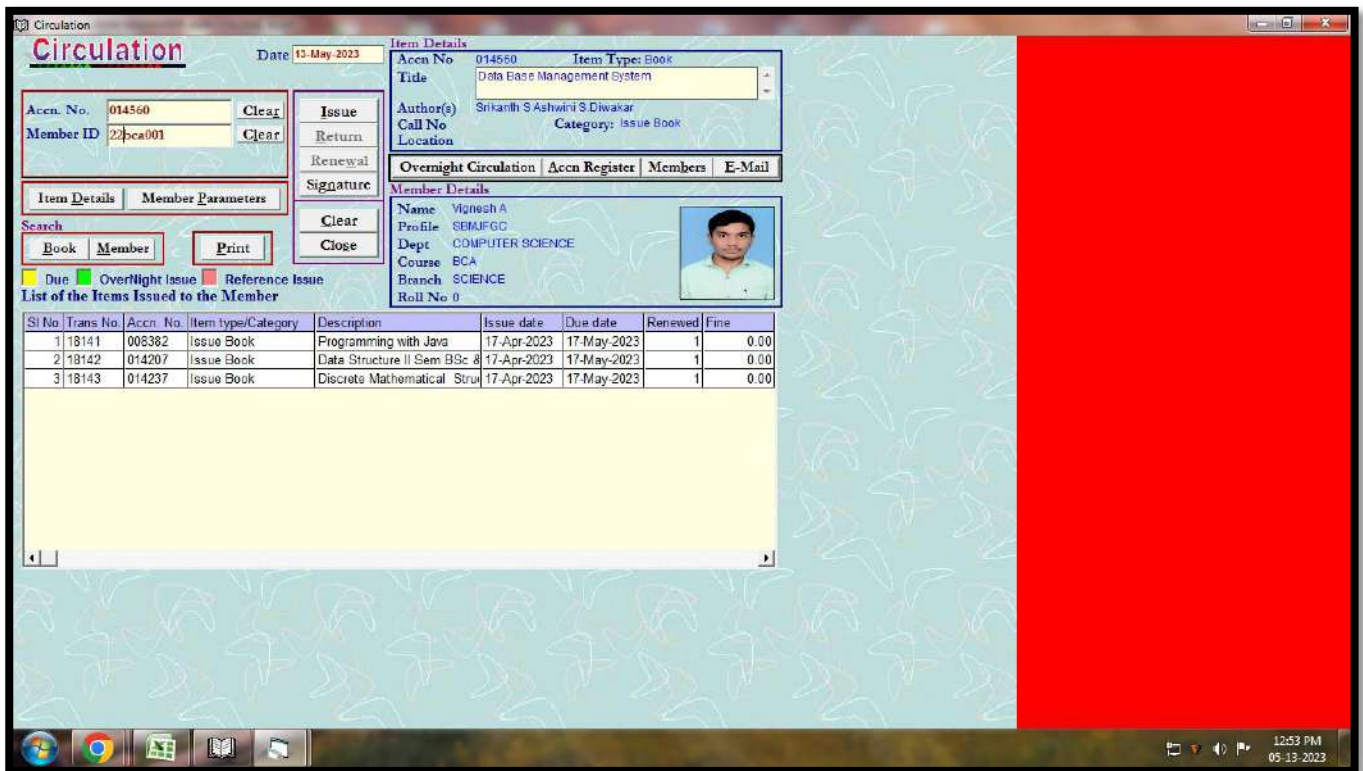 Circulation
Circulation
Date 13-May-2023
Accn. No. 014560 Clear
Member ID 22bca001 Clear
Item Details Member Parameters
Search
Book Member Print
Issue
Return
Renewal
Signature
Clear
Close
Item Details
Accn No 014560 Item Type: Book
Title Data Base Management System
Author(s) Srikanth S Ashwini S Diwakar
Call No Category: Issue Book
Location
Overnight Circulation Accn Register Members E-Mail
Member Details
Name Vignesh A
Profile SBMJFGC
Dept COMPUTER SCIENCE
Course BCA
Branch SCIENCE
Roll No 0
Due OverNight Issue Reference Issue
List of the Items Issued to the Member
Sl No Trans No. Accn. No. Item type/Category Description Issue date Due date Renewed Fine
1 18141 008382 Issue Book Programming with Java 17-Apr-2023 17-May-2023 1 0.00
2 18142 014207 Issue Book Data Structure II Sem BSc & 17-Apr-2023 17-May-2023 1 0.00
3 18143 014237 Issue Book Discrete Mathematical Stru 17-Apr-2023 17-May-2023 1 0.00
12:53 PM
05-13-2023